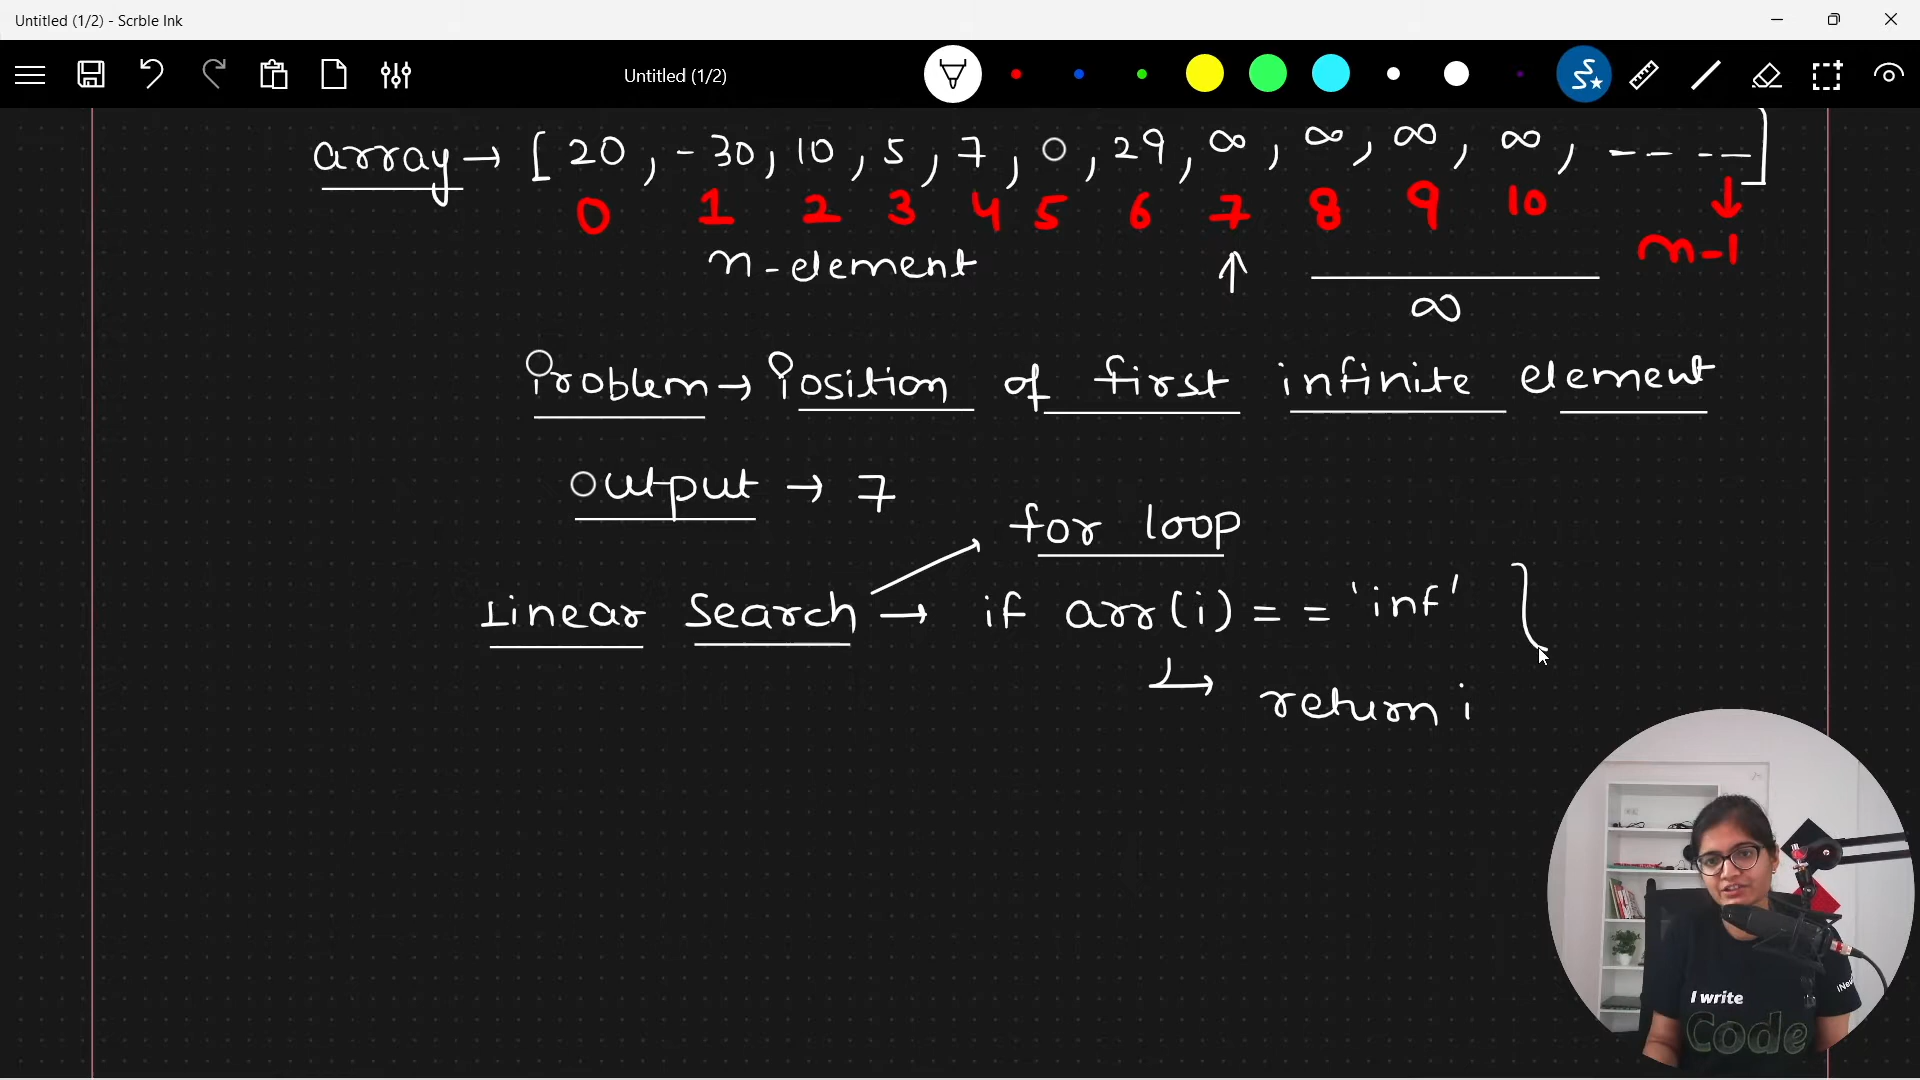 Untitled (1/2) - Scrble Ink
Untitled (1/2)
array → [ 20 , - 30 , 10 , 5 , 7 , 0 , 29 , ∞ , ∞ , ∞ , ∞ , -- -- ]
0 1 2 3 4 5 6 7 8 9 10 ↓
n-element ↑ n-1
∞
Problem → Position of first infinite element
output → 7
for loop
Linear Search → if arr(i) = = 'inf'
↳ return i
I write
Code